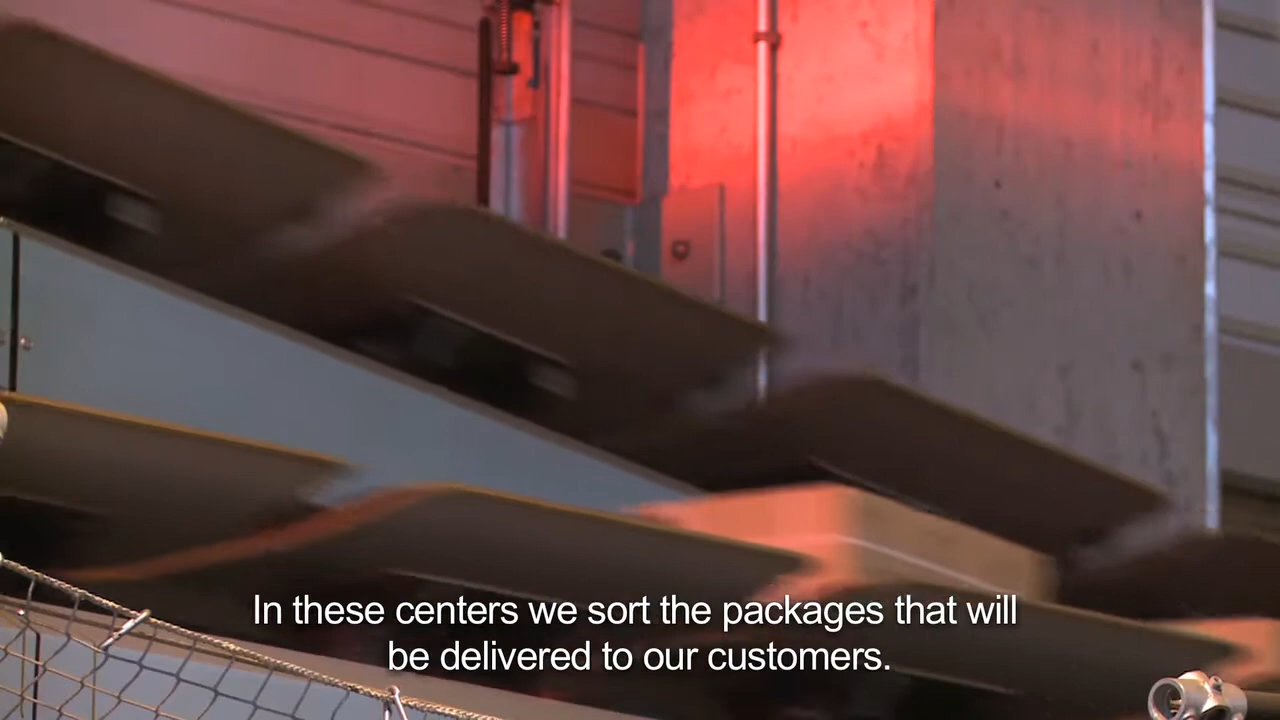 In these centers we sort the packages that will
be delivered to our customers.